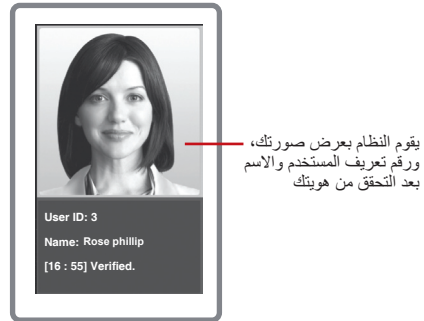 User ID: 3
Name: Rose phillip
[16 : 55] Verified.
يقوم النظام بعرض صورتك،
ورقم تعريف المستخدم والاسم
بعد التحقق من هويتك